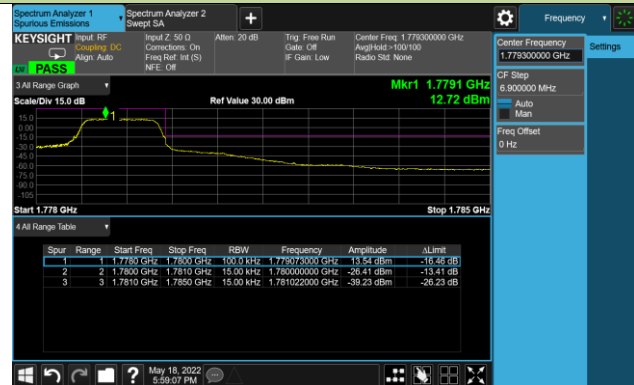 Spectrum Analyzer 1
Spurious Emissions
Spectrum Analyzer 2
Swept SA
+
Frequency
KEYSIGHT
Input: RF
Coupling: DC
Align: Auto
Input Z: 50 Ω
Corrections: On
Freq Ref: Int (S)
NFE: Off
Atten: 20 dB
Trig: Free Run
Gate: Off
IF Gain: Low
Center Freq: 1.779300000 GHz
Avg|Hold:>100/100
Radio Std: None
PASS
Center Frequency
1.779300000 GHz
Settings
CF Step
6.900000 MHz
Auto
Man
Freq Offset
0 Hz
3 All Range Graph
Mkr1 1.7791 GHz
12.72 dBm
Scale/Div 15.0 dB
Ref Value 30.00 dBm
1
15.0
0.00
-15.0
-30.0
-45.0
-60.0
-75.0
-90.0
-105
Start 1.778 GHz
Stop 1.785 GHz
4 All Range Table
Spur Range Start Freq Stop Freq RBW Frequency Amplitude ΔLimit
1 1 1.7780 GHz 1.7800 GHz 100.0 kHz 1.779073000 GHz 13.54 dBm -16.46 dB
2 2 1.7800 GHz 1.7810 GHz 15.00 kHz 1.780000000 GHz -26.41 dBm -13.41 dB
3 3 1.7810 GHz 1.7850 GHz 15.00 kHz 1.781022000 GHz -39.23 dBm -26.23 dB
?
May 18, 2022
5:59:07 PM